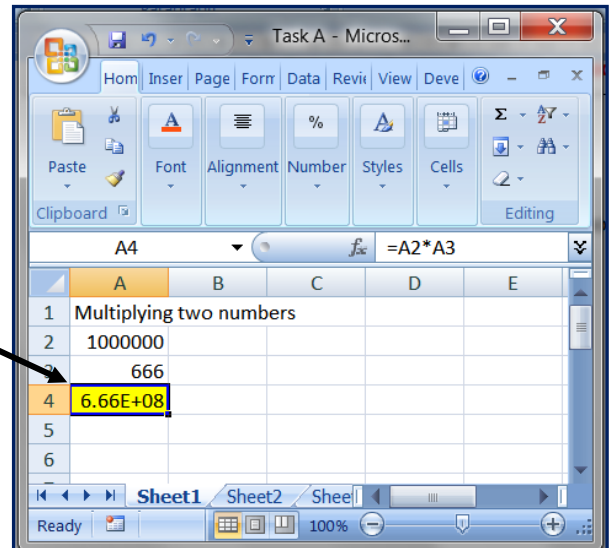 Task A - Micros...
Hom Inser Page Form Data Revie View Deve
Paste Font Alignment Number Styles Cells
Clipboard Editing
A4 fx =A2*A3
A B C D E
1 Multiplying two numbers
2 1000000
3 666
4 6.66E+08
5
6
Sheet1 Sheet2 Sheet
Ready 100%